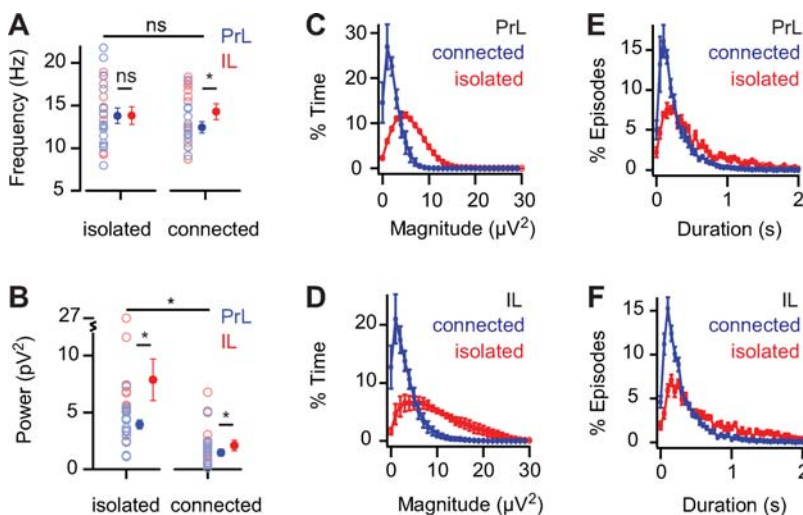 A
ns
PrL
IL
ns
*
20
15
10
5
Frequency (Hz)
isolated
connected
B
27
*
PrL
IL
*
*
10
5
0
Power (pV²)
isolated
connected
C
PrL
connected
isolated
30
20
10
0
% Time
0
10
20
30
Magnitude (µV²)
D
IL
connected
isolated
20
10
0
% Time
0
10
20
30
Magnitude (µV²)
E
PrL
connected
isolated
15
10
5
0
% Episodes
0
1
2
Duration (s)
F
IL
connected
isolated
15
10
5
0
% Episodes
0
1
2
Duration (s)